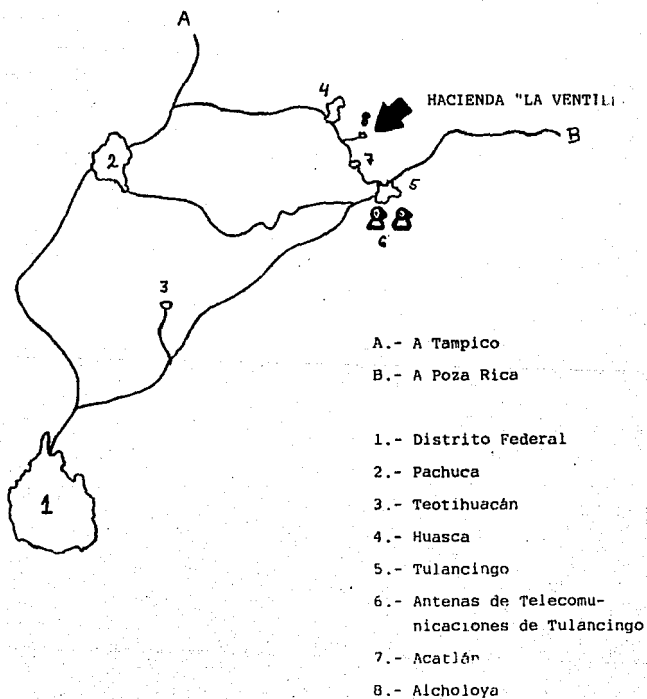 A
4
HACIENDA "LA
8
B
2
7
5
6
3
A.- A Tampico
B.- A Poza Rica
1
1.- Distrito Federal
2.- Pachuca
3.- Teotihuacán
4.- Huasca
5.- Tulancingo
6.- Antenas de Telecomu-
nicaciones de Tulancingo
7.- Acatlán
8.- Alcholoya